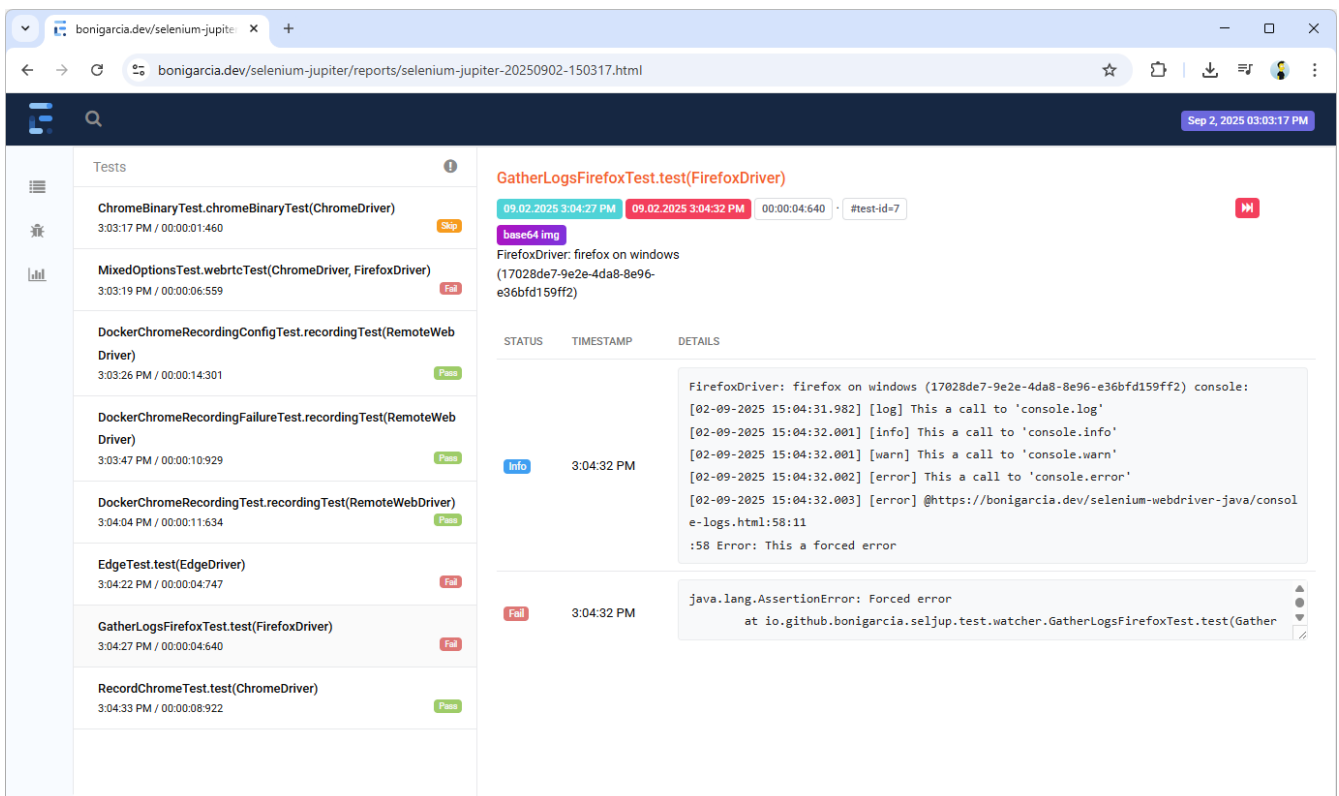 bonigarcia.dev/selenium-jupite
bonigarcia.dev/selenium-jupiter/reports/selenium-jupiter-20250902-150317.html
Sep 2, 2025 03:03:17 PM
Tests
ChromeBinaryTest.chromeBinaryTest(ChromeDriver)
3:03:17 PM / 00:00:01:460
Skip
MixedOptionsTest.webrtcTest(ChromeDriver, FirefoxDriver)
3:03:19 PM / 00:00:06:559
Fail
DockerChromeRecordingConfigTest.recordingTest(RemoteWeb
Driver)
3:03:26 PM / 00:00:14:301
Pass
DockerChromeRecordingFailureTest.recordingTest(RemoteWeb
Driver)
3:03:47 PM / 00:00:10:929
Pass
DockerChromeRecordingTest.recordingTest(RemoteWebDriver)
3:04:04 PM / 00:00:11:634
Pass
EdgeTest.test(EdgeDriver)
3:04:22 PM / 00:00:04:747
Fail
GatherLogsFirefoxTest.test(FirefoxDriver)
3:04:27 PM / 00:00:04:640
Fail
RecordChromeTest.test(ChromeDriver)
3:04:33 PM / 00:00:08:922
Pass
GatherLogsFirefoxTest.test(FirefoxDriver)
09.02.2025 3:04:27 PM 09.02.2025 3:04:32 PM 00:00:04:640 · #test-id=7
base64 img
FirefoxDriver: firefox on windows
(17028de7-9e2e-4da8-8e96-
e36bfd159ff2)
STATUS TIMESTAMP DETAILS
Info 3:04:32 PM
FirefoxDriver: firefox on windows (17028de7-9e2e-4da8-8e96-e36bfd159ff2) console:
[02-09-2025 15:04:31.982] [log] This a call to 'console.log'
[02-09-2025 15:04:32.001] [info] This a call to 'console.info'
[02-09-2025 15:04:32.001] [warn] This a call to 'console.warn'
[02-09-2025 15:04:32.002] [error] This a call to 'console.error'
[02-09-2025 15:04:32.003] [error] @https://bonigarcia.dev/selenium-webdriver-java/consol
e-logs.html:58:11
:58 Error: This a forced error
Fail 3:04:32 PM
java.lang.AssertionError: Forced error
at io.github.bonigarcia.seljup.test.watcher.GatherLogsFirefoxTest.test(Gather